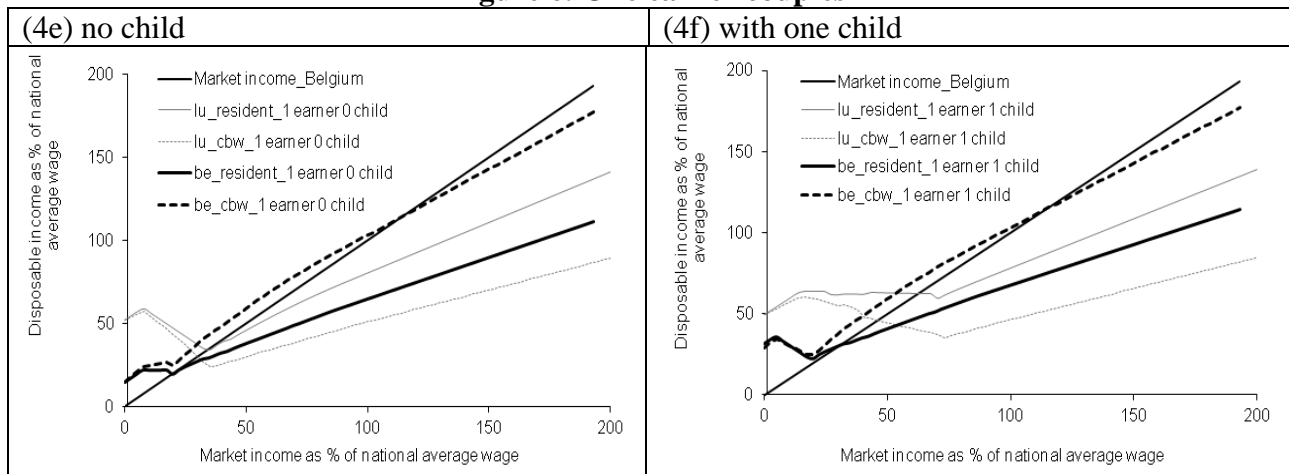 (4e) no child
(4f) with one child
Disposable income as % of national
average wage
200
150
100
50
0
Market income_Belgium
lu_resident_1 earner 0 child
lu_cbw_1 earner 0 child
be_resident_1 earner 0 child
be_cbw_1 earner 0 child
0 50 100 150 200
Market income as % of national average wage
Disposable income as % of national
average wage
200
150
100
50
0
Market income_Belgium
lu_resident_1 earner 1 child
lu_cbw_1 earner 1 child
be_resident_1 earner 1 child
be_cbw_1 earner 1 child
0 50 100 150 200
Market income as % of national average wage